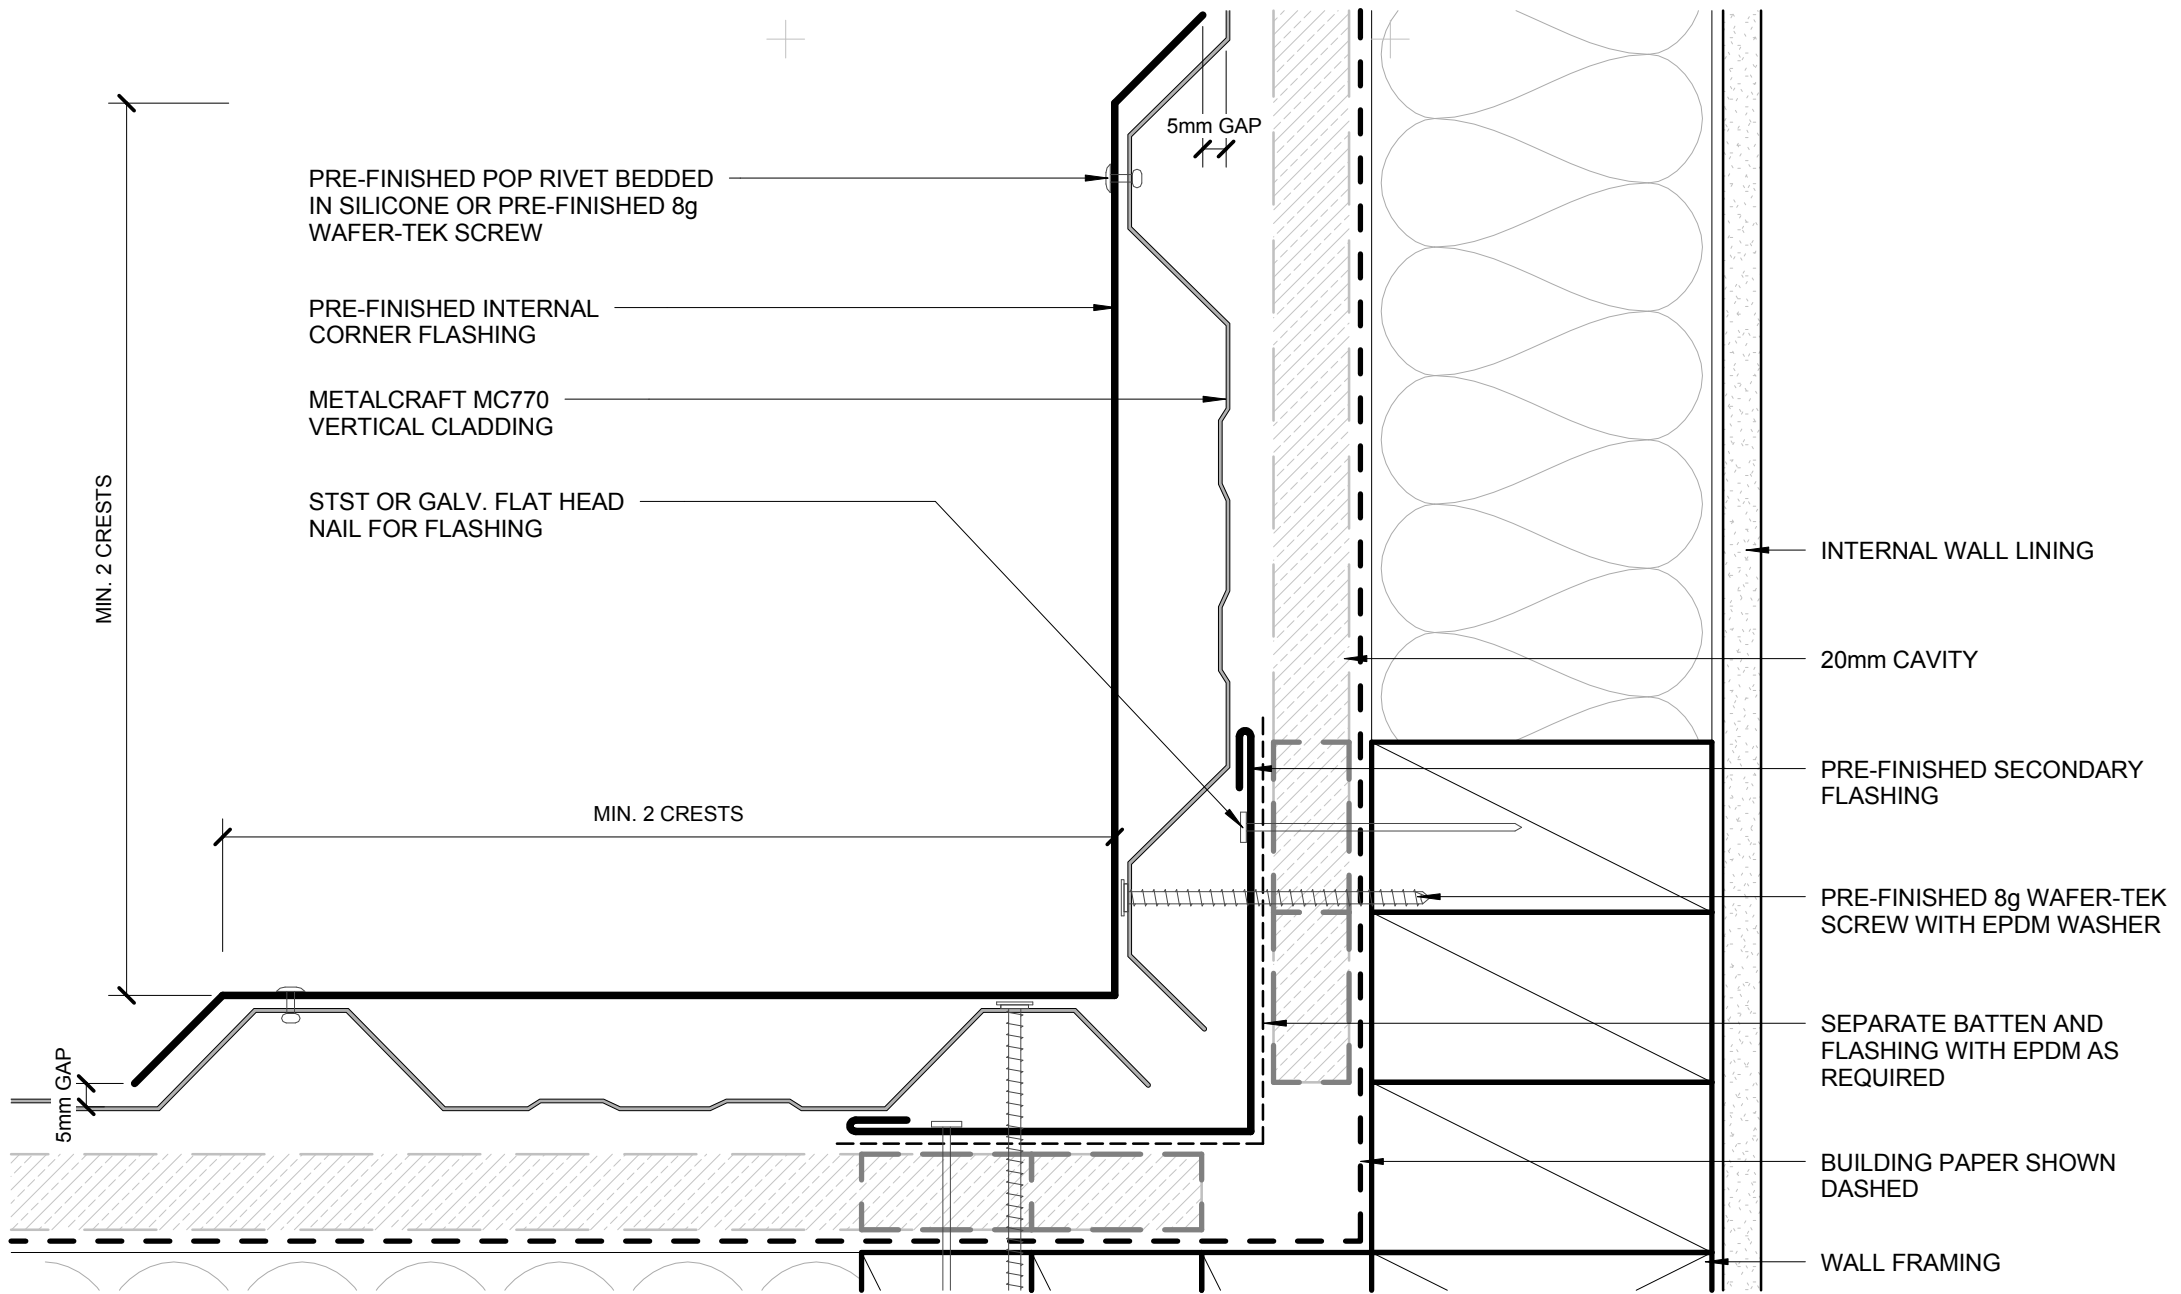 5mm GAP
PRE-FINISHED POP RIVET BEDDED
IN SILICONE OR PRE-FINISHED 8g
WAFER-TEK SCREW
PRE-FINISHED INTERNAL
CORNER FLASHING
METALCRAFT MC770
VERTICAL CLADDING
STST OR GALV. FLAT HEAD
NAIL FOR FLASHING
MIN. 2 CRESTS
MIN. 2 CRESTS
5mm GAP
INTERNAL WALL LINING
20mm CAVITY
PRE-FINISHED SECONDARY
FLASHING
PRE-FINISHED 8g WAFER-TEK
SCREW WITH EPDM WASHER
SEPARATE BATTEN AND
FLASHING WITH EPDM AS
REQUIRED
BUILDING PAPER SHOWN
DASHED
WALL FRAMING